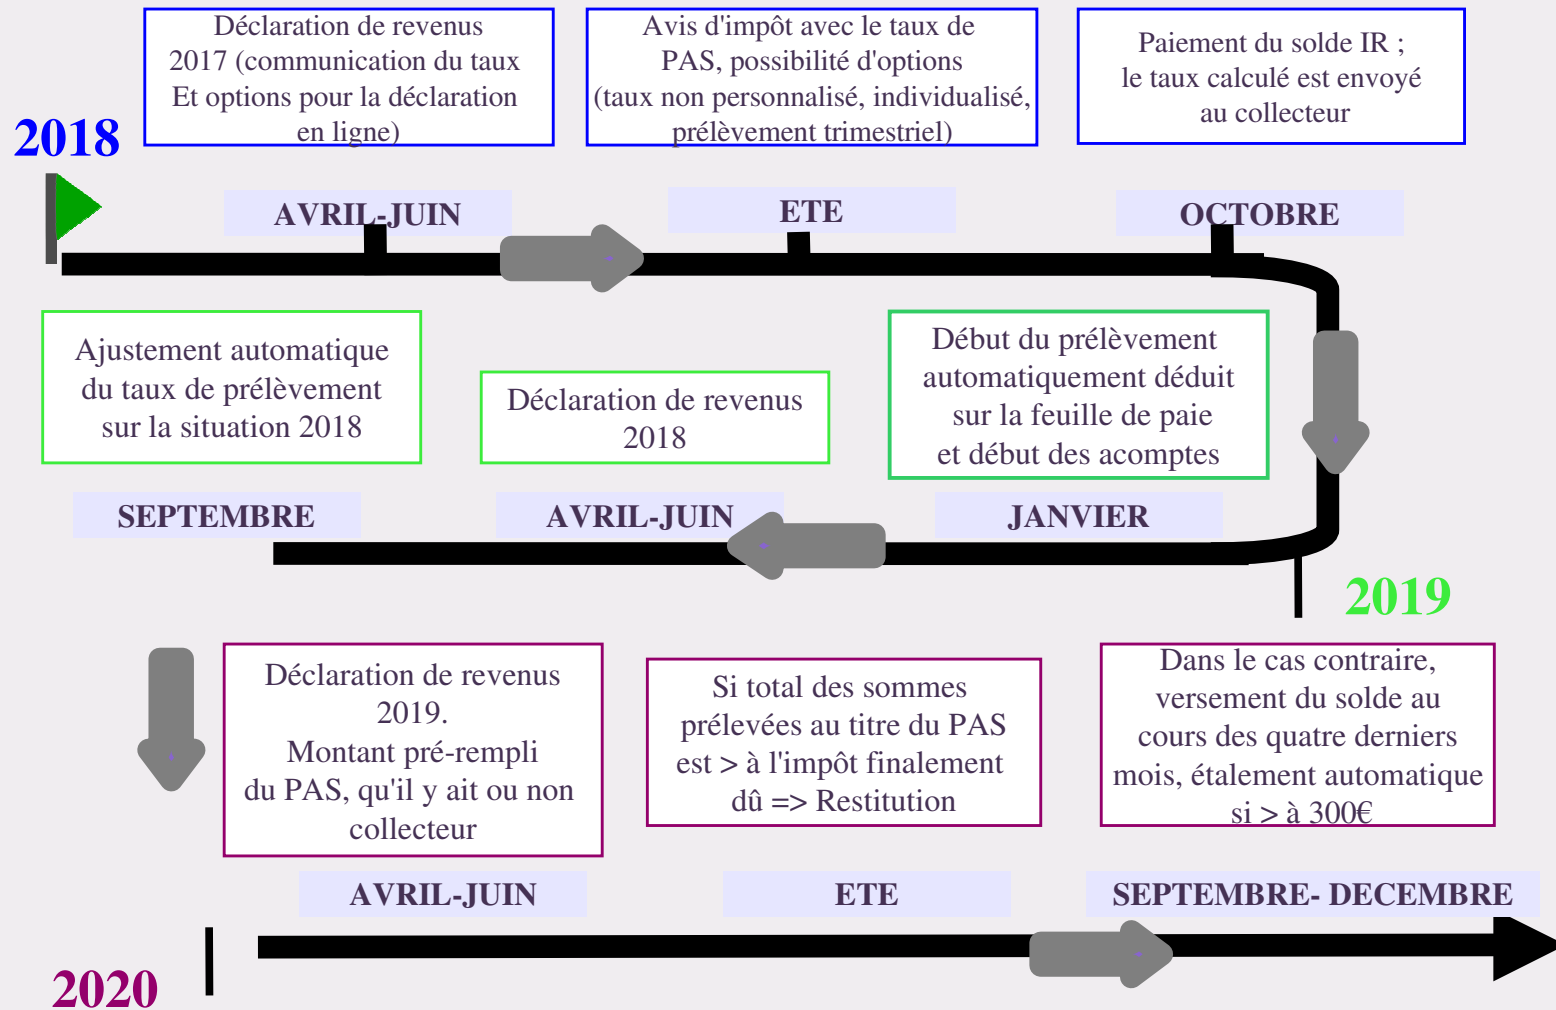 Déclaration de revenus
2017 (communication du taux
Et options pour la déclaration
en ligne)
Avis d'impôt avec le taux de
PAS, possibilité d'options
(taux non personnalisé, individualisé,
prélèvement trimestriel)
Paiement du solde IR ;
le taux calculé est envoyé
au collecteur
2018
AVRIL-JUIN
ETE
OCTOBRE
Ajustement automatique
du taux de prélèvement
sur la situation 2018
Déclaration de revenus
2018
Début du prélèvement
automatiquement déduit
sur la feuille de paie
et début des acomptes
SEPTEMBRE
AVRIL-JUIN
JANVIER
2019
Déclaration de revenus
2019.
Montant pré-rempli
du PAS, qu'il y ait ou non
collecteur
Si total des sommes
prélevées au titre du PAS
est > à l'impôt finalement
dû => Restitution
Dans le cas contraire,
versement du solde au
cours des quatre derniers
mois, étalement automatique
si > à 300€
AVRIL-JUIN
ETE
SEPTEMBRE- DECEMBRE
2020